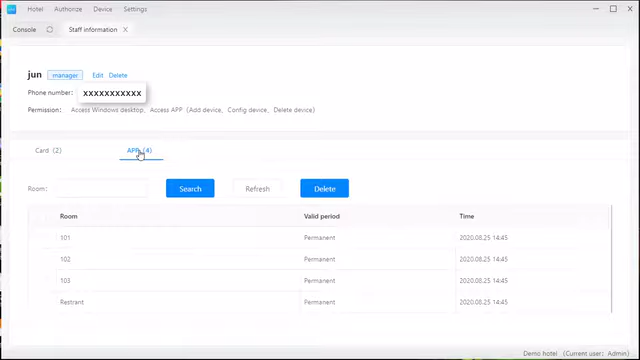 Hotel Authorize Device Settings
Console Staff information
jun manager Edit Delete
Phone number: xxxxxxxxxxx
Permission: Access Windows desktop、Access APP（Add device、Config device、Delete device）
Card (2) APP (4)
Room: Search Refresh Delete
Room Valid period Time
101 Permanent 2020.08.25 14:45
102 Permanent 2020.08.25 14:45
103 Permanent 2020.08.25 14:45
Restrant Permanent 2020.08.25 14:45
Demo hotel (Current user: Admin)